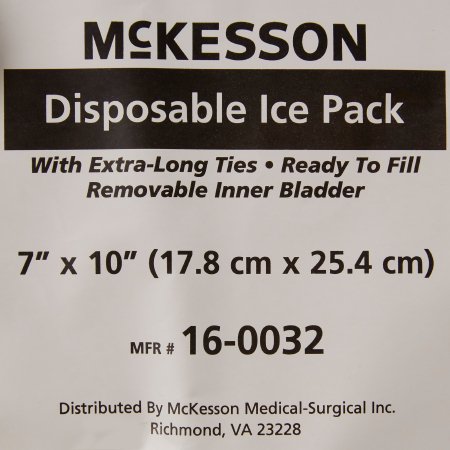 McKESSON
Disposable Ice Pack
With Extra-Long Ties • Ready To Fill
Removable Inner Bladder
7” x 10” (17.8 cm x 25.4 cm)
MFR # 16-0032
Distributed By McKesson Medical-Surgical Inc.
Richmond, VA 23228